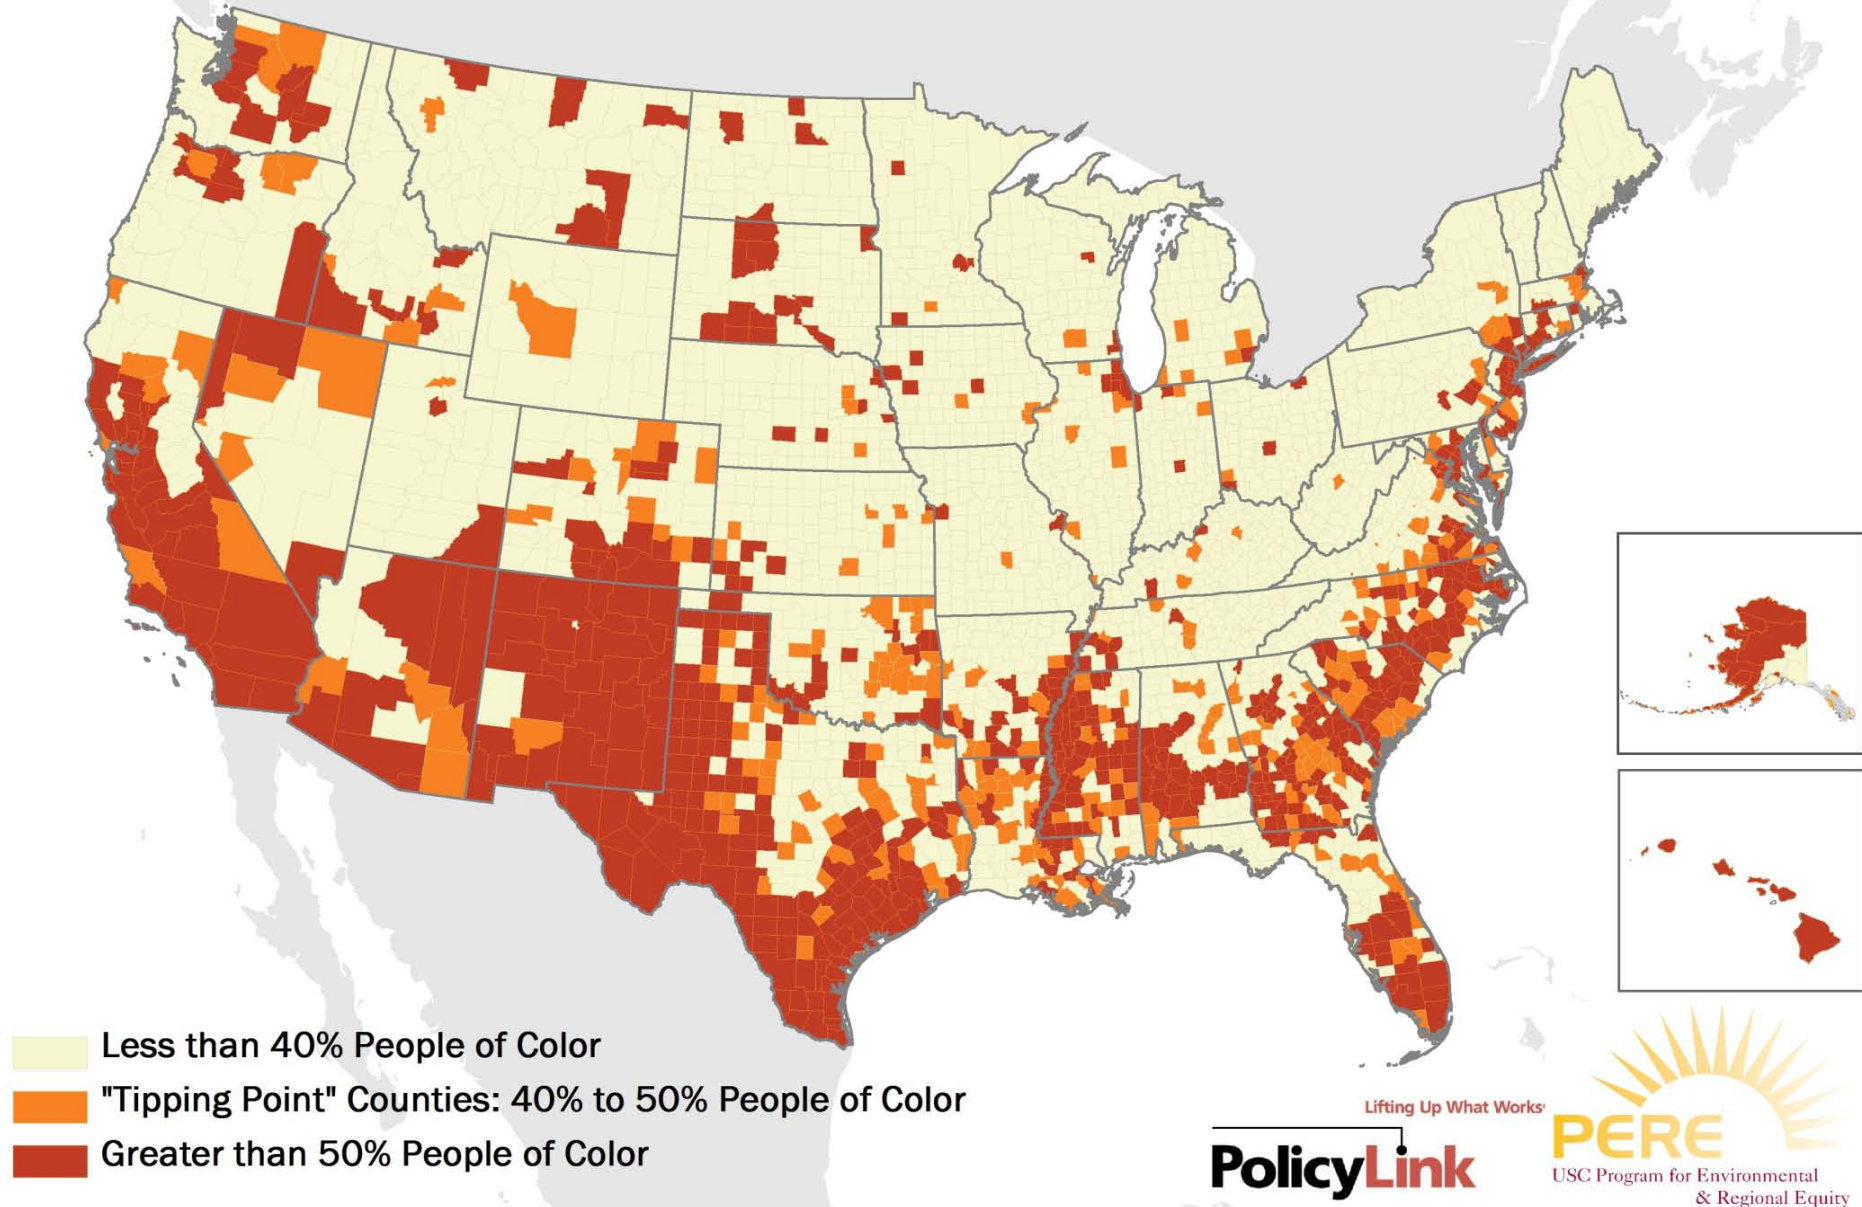 Less than 40% People of Color
"Tipping Point" Counties: 40% to 50% People of Color
Greater than 50% People of Color
Lifting Up What Works
PolicyLink
PERE
USC Program for Environmental
& Regional Equity